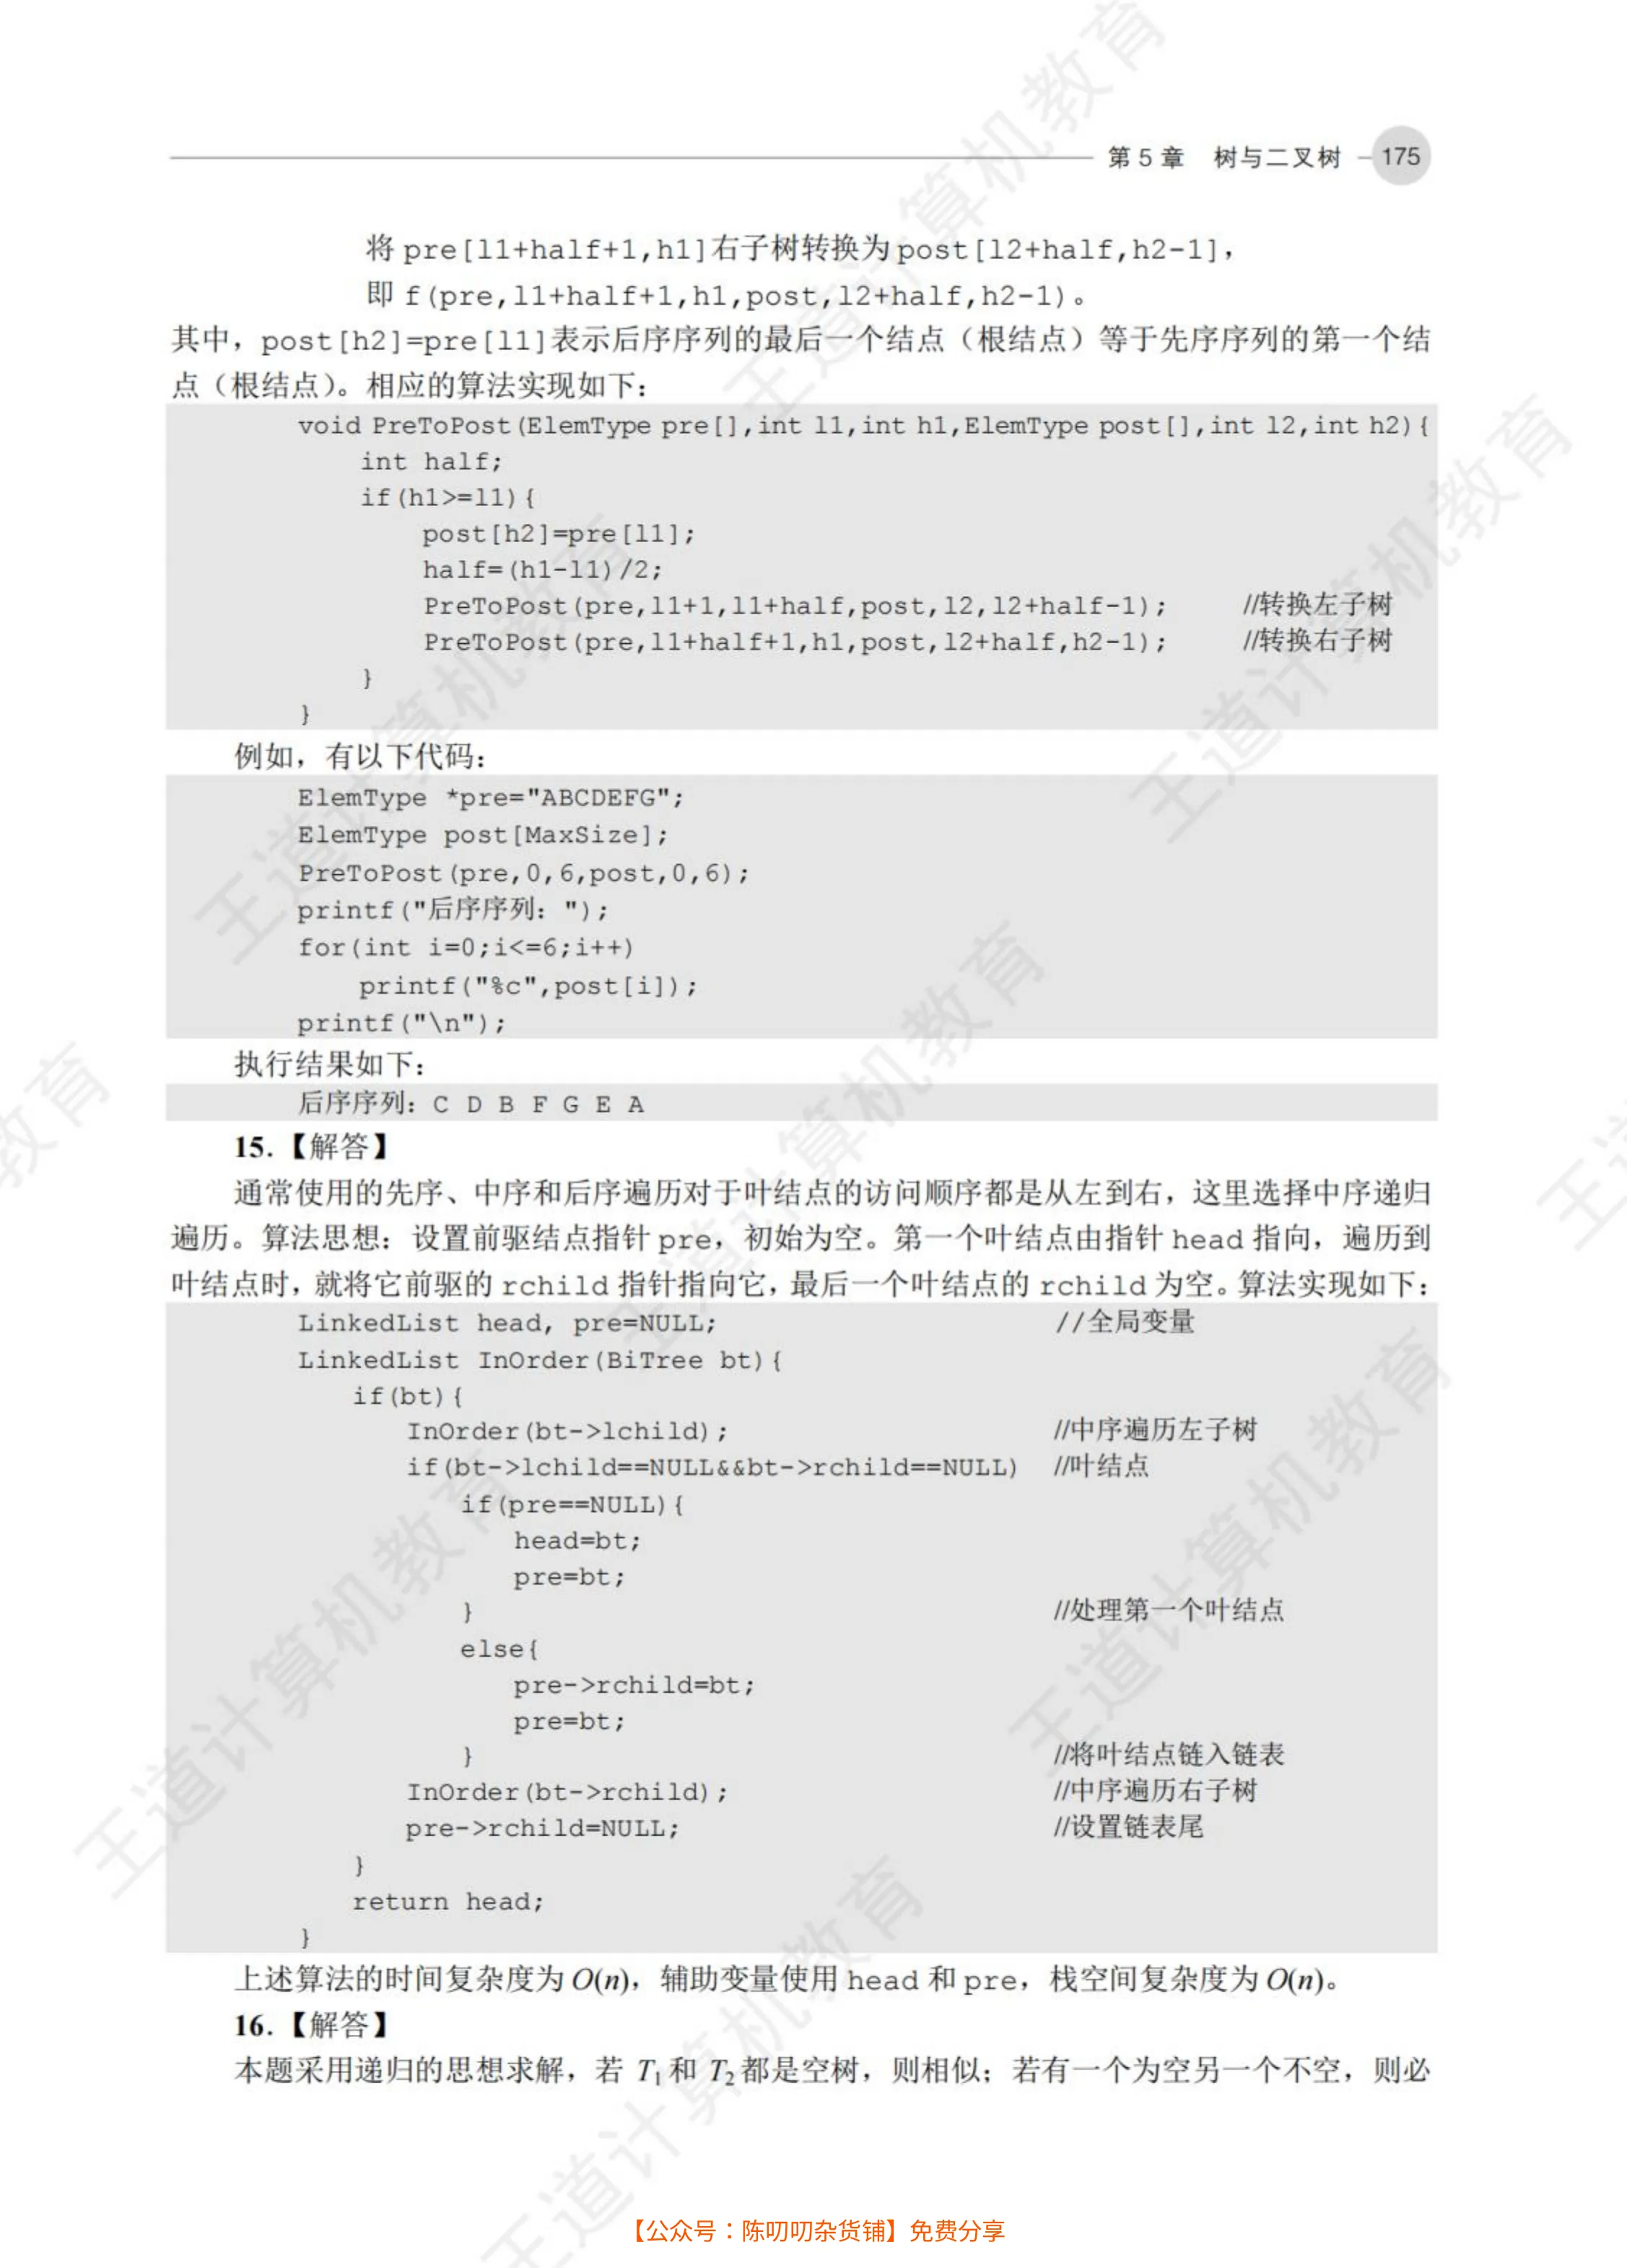 第 5 章 树与二叉树 175
将 pre[l1+half+1,h1]右子树转换为post[l2+half,h2-1],
即 f(pre,l1+half+1,h1,post,l2+half,h2-1)。
其中，post[h2]=pre[l1]表示后序序列的最后一个结点（根结点）等于先序序列的第一个结
点（根结点）。相应的算法实现如下：
void PreToPost(ElemType pre[],int l1,int h1,ElemType post[],int l2,int h2){
int half;
if(h1>=l1){
post[h2]=pre[l1];
half=(h1-l1)/2;
PreToPost(pre,l1+1,l1+half,post,l2,l2+half-1); //转换左子树
PreToPost(pre,l1+half+1,h1,post,l2+half,h2-1); //转换右子树
}
}
例如，有以下代码：
ElemType *pre="ABCDEFG";
ElemType post[MaxSize];
PreToPost(pre,0,6,post,0,6);
printf("后序序列：");
for(int i=0;i<=6;i++)
printf("%c",post[i]);
printf("\n");
执行结果如下：
后序序列：C D B F G E A
15.【解答】
通常使用的先序、中序和后序遍历对于叶结点的访问顺序都是从左到右，这里选择中序递归
遍历。算法思想：设置前驱结点指针 pre，初始为空。第一个叶结点由指针 head 指向，遍历到
叶结点时，就将它前驱的 rchild 指针指向它，最后一个叶结点的 rchild 为空。算法实现如下：
LinkedList head, pre=NULL; //全局变量
LinkedList InOrder(BiTree bt){
if(bt){
InOrder(bt->lchild); //中序遍历左子树
if(bt->lchild==NULL&&bt->rchild==NULL) //叶结点
if(pre==NULL){
head=bt;
pre=bt;
} //处理第一个叶结点
else{
pre->rchild=bt;
pre=bt;
} //将叶结点链入链表
InOrder(bt->rchild); //中序遍历右子树
pre->rchild=NULL; //设置链表尾
}
return head;
}
上述算法的时间复杂度为 O(n)，辅助变量使用 head 和 pre，栈空间复杂度为 O(n)。
16.【解答】
本题采用递归的思想求解，若 T₁ 和 T₂ 都是空树，则相似；若有一个为空另一个不空，则必
【公众号：陈叨叨杂货铺】免费分享
王道计算机教育